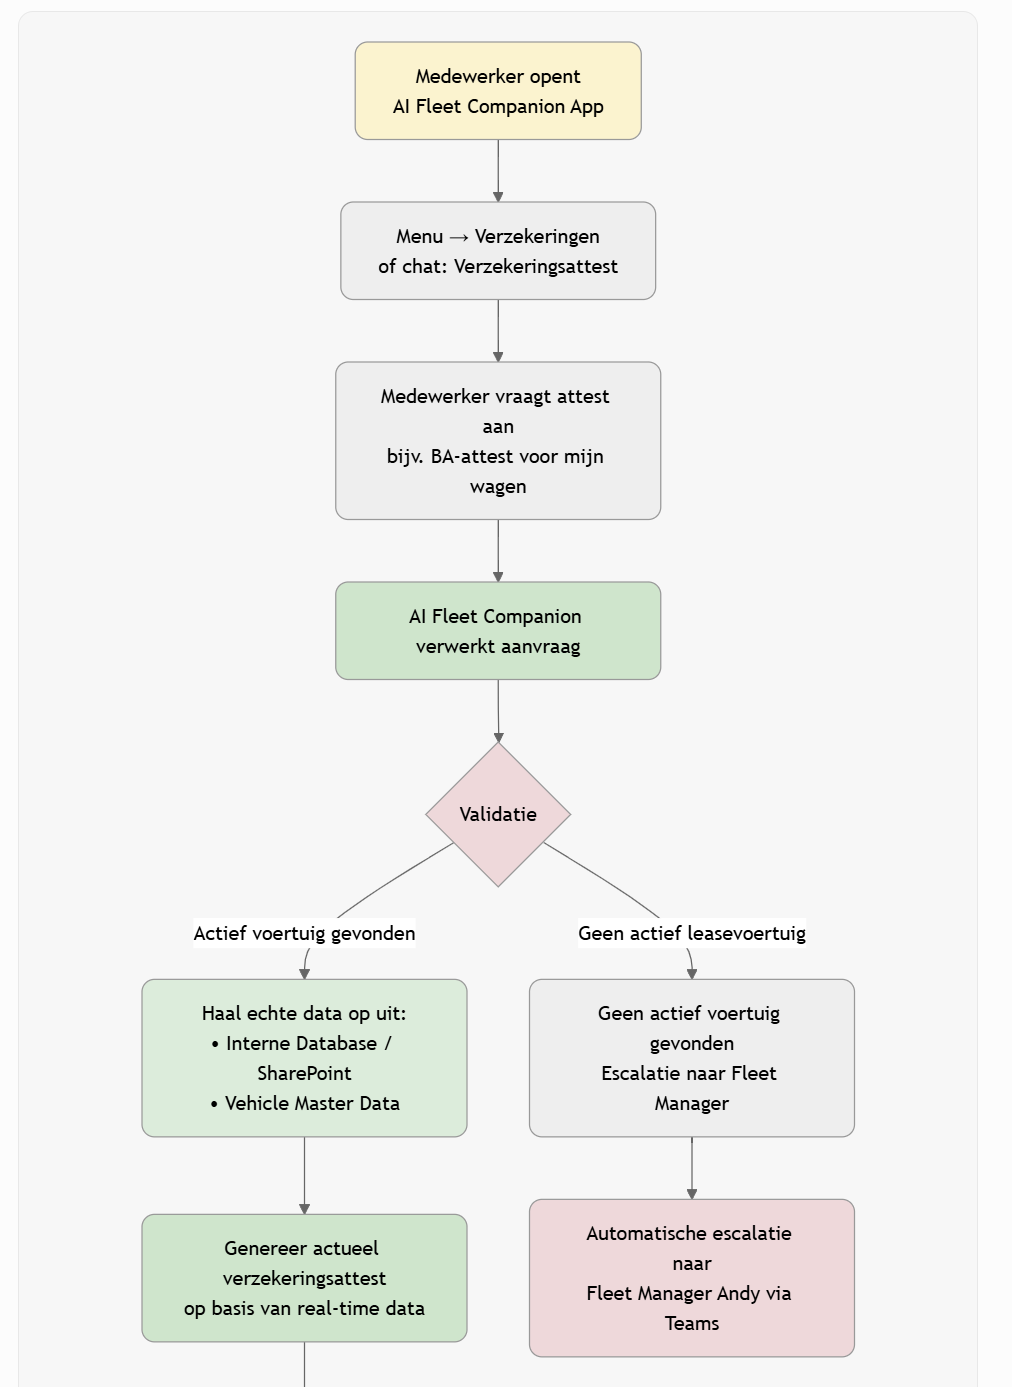 Medewerker opent
AI Fleet Companion App
Menu → Verzekeringen
of chat: Verzekeringsattest
Medewerker vraagt attest
aan
bijv. BA-attest voor mijn
wagen
AI Fleet Companion
verwerkt aanvraag
Validatie
Actief voertuig gevonden
Geen actief leasevoertuig
Haal echte data op uit:
• Interne Database /
SharePoint
• Vehicle Master Data
Geen actief voertuig
gevonden
Escalatie naar Fleet
Manager
Genereer actueel
verzekeringsattest
op basis van real-time data
Automatische escalatie
naar
Fleet Manager Andy via
Teams